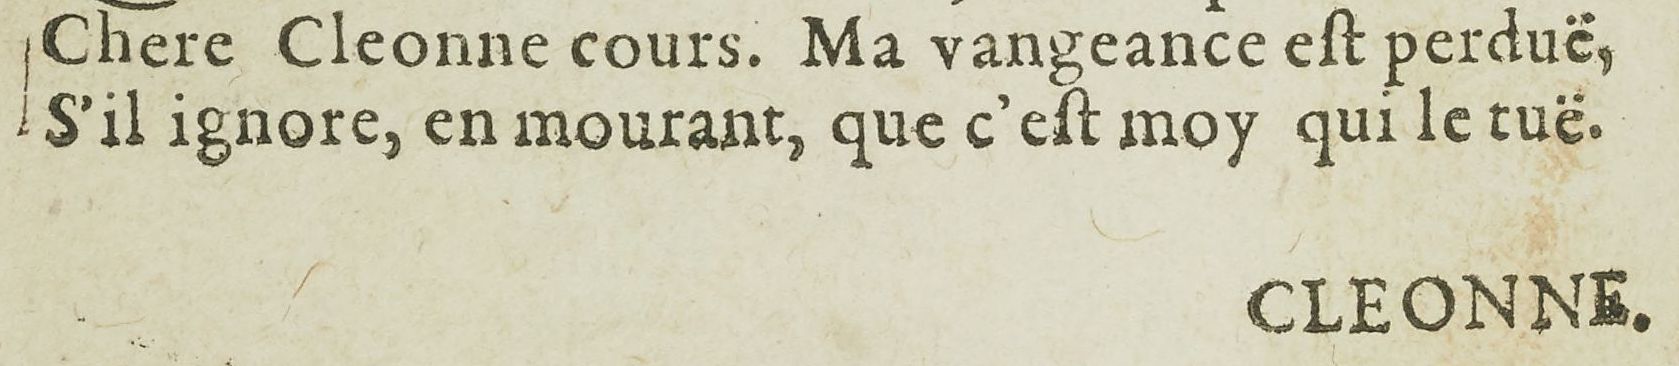 Chere Cleonne cours. Ma vangeance eſt perduë,
S'il ignore, en mourant, que c'eſt moy qui le tuë.
CLEONNE.